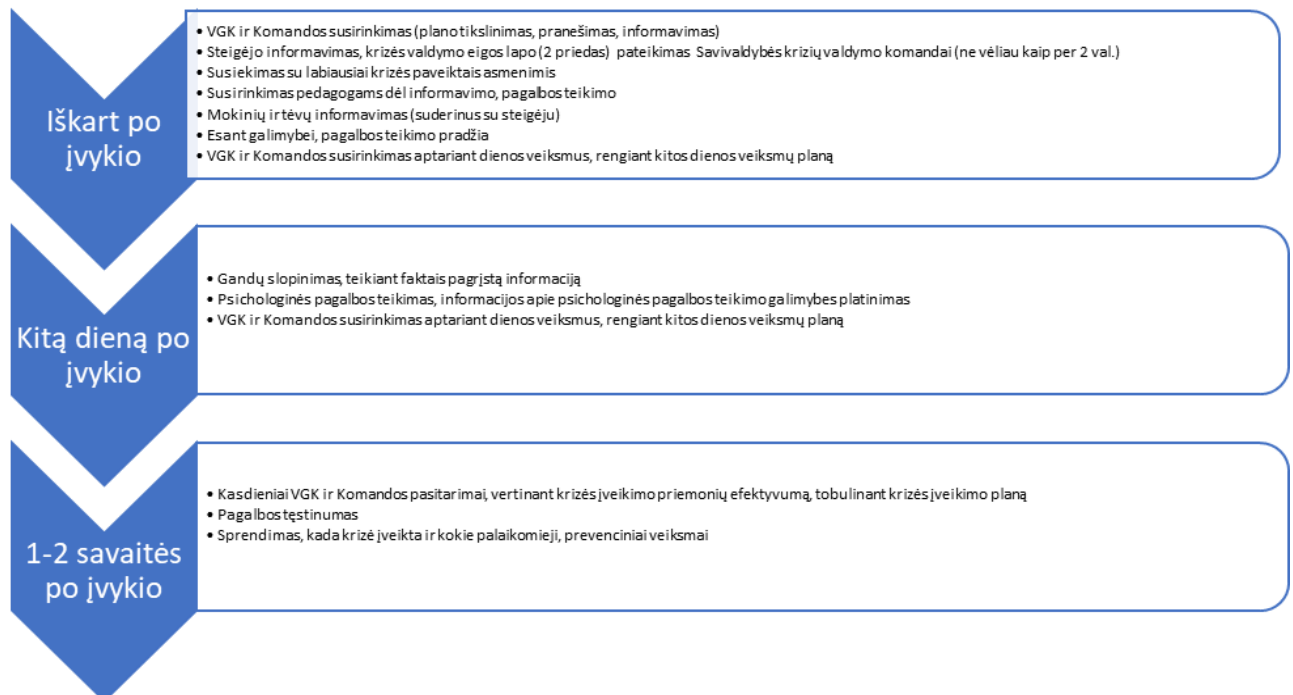 Iškart po
įvykio
• VGK ir Komandos susirinkimas (plano tikslinimas, pranešimas, informavimas)
• Steigėjo informavimas, krizės valdymo eigos lapo (2 priedas) pateikimas Savivaldybės krizių valdymo komandai (ne vėliau kaip per 2 val.)
• Susiekimas su labiausiai krizės paveiktais asmenimis
• Susirinkimas pedagogams dėl informavimo, pagalbos teikimo
• Mokinių ir tėvų informavimas (suderinus su steigėju)
• Esant galimybei, pagalbos teikimo pradžia
• VGK ir Komandos susirinkimas aptariant dienos veiksmus, rengiant kitos dienos veiksmų planą
Kitą dieną po
įvykio
• Gandų slopinimas, teikiant faktais pagrįstą informaciją
• Psichologinės pagalbos teikimas, informacijos apie psichologinės pagalbos teikimo galimybes platinimas
• VGK ir Komandos susirinkimas aptariant dienos veiksmus, rengiant kitos dienos veiksmų planą
1-2 savaitės
po įvykio
• Kasdieniai VGK ir Komandos pasitarimai, vertinant krizės įveikimo priemonių efektyvumą, tobulinant krizės įveikimo planą
• Pagalbos tęstinumas
• Sprendimas, kada krizė įveikta ir kokie palaikomieji, prevenciniai veiksmai